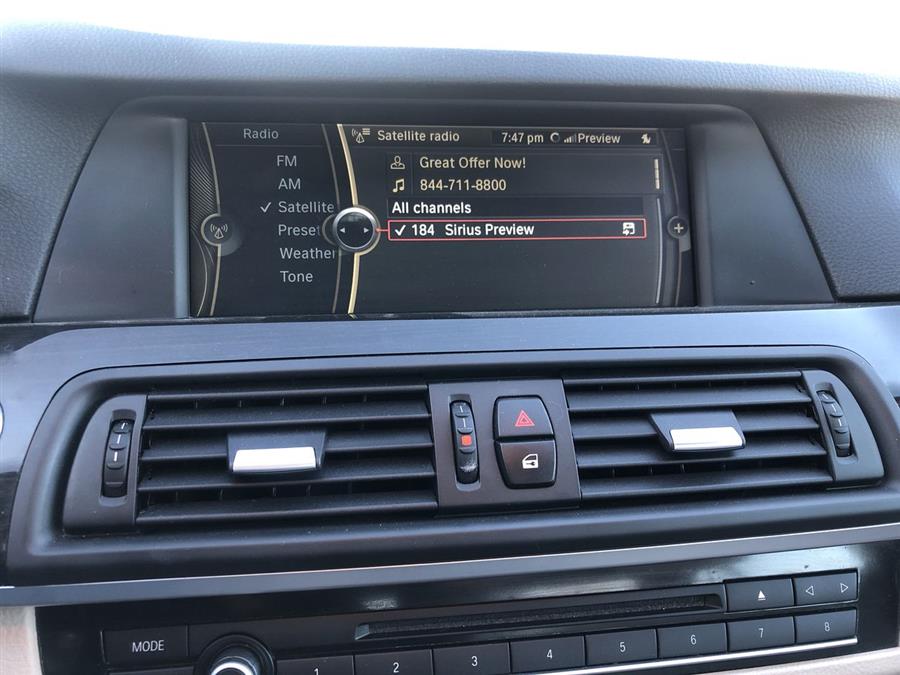 Radio
FM
AM
Satellite
Preset
Weather
Tone
Satellite radio 7:47 pm Preview
Great Offer Now!
844-711-8800
All channels
184 Sirius Preview
MODE
1 2 3 4 5 6 7 8